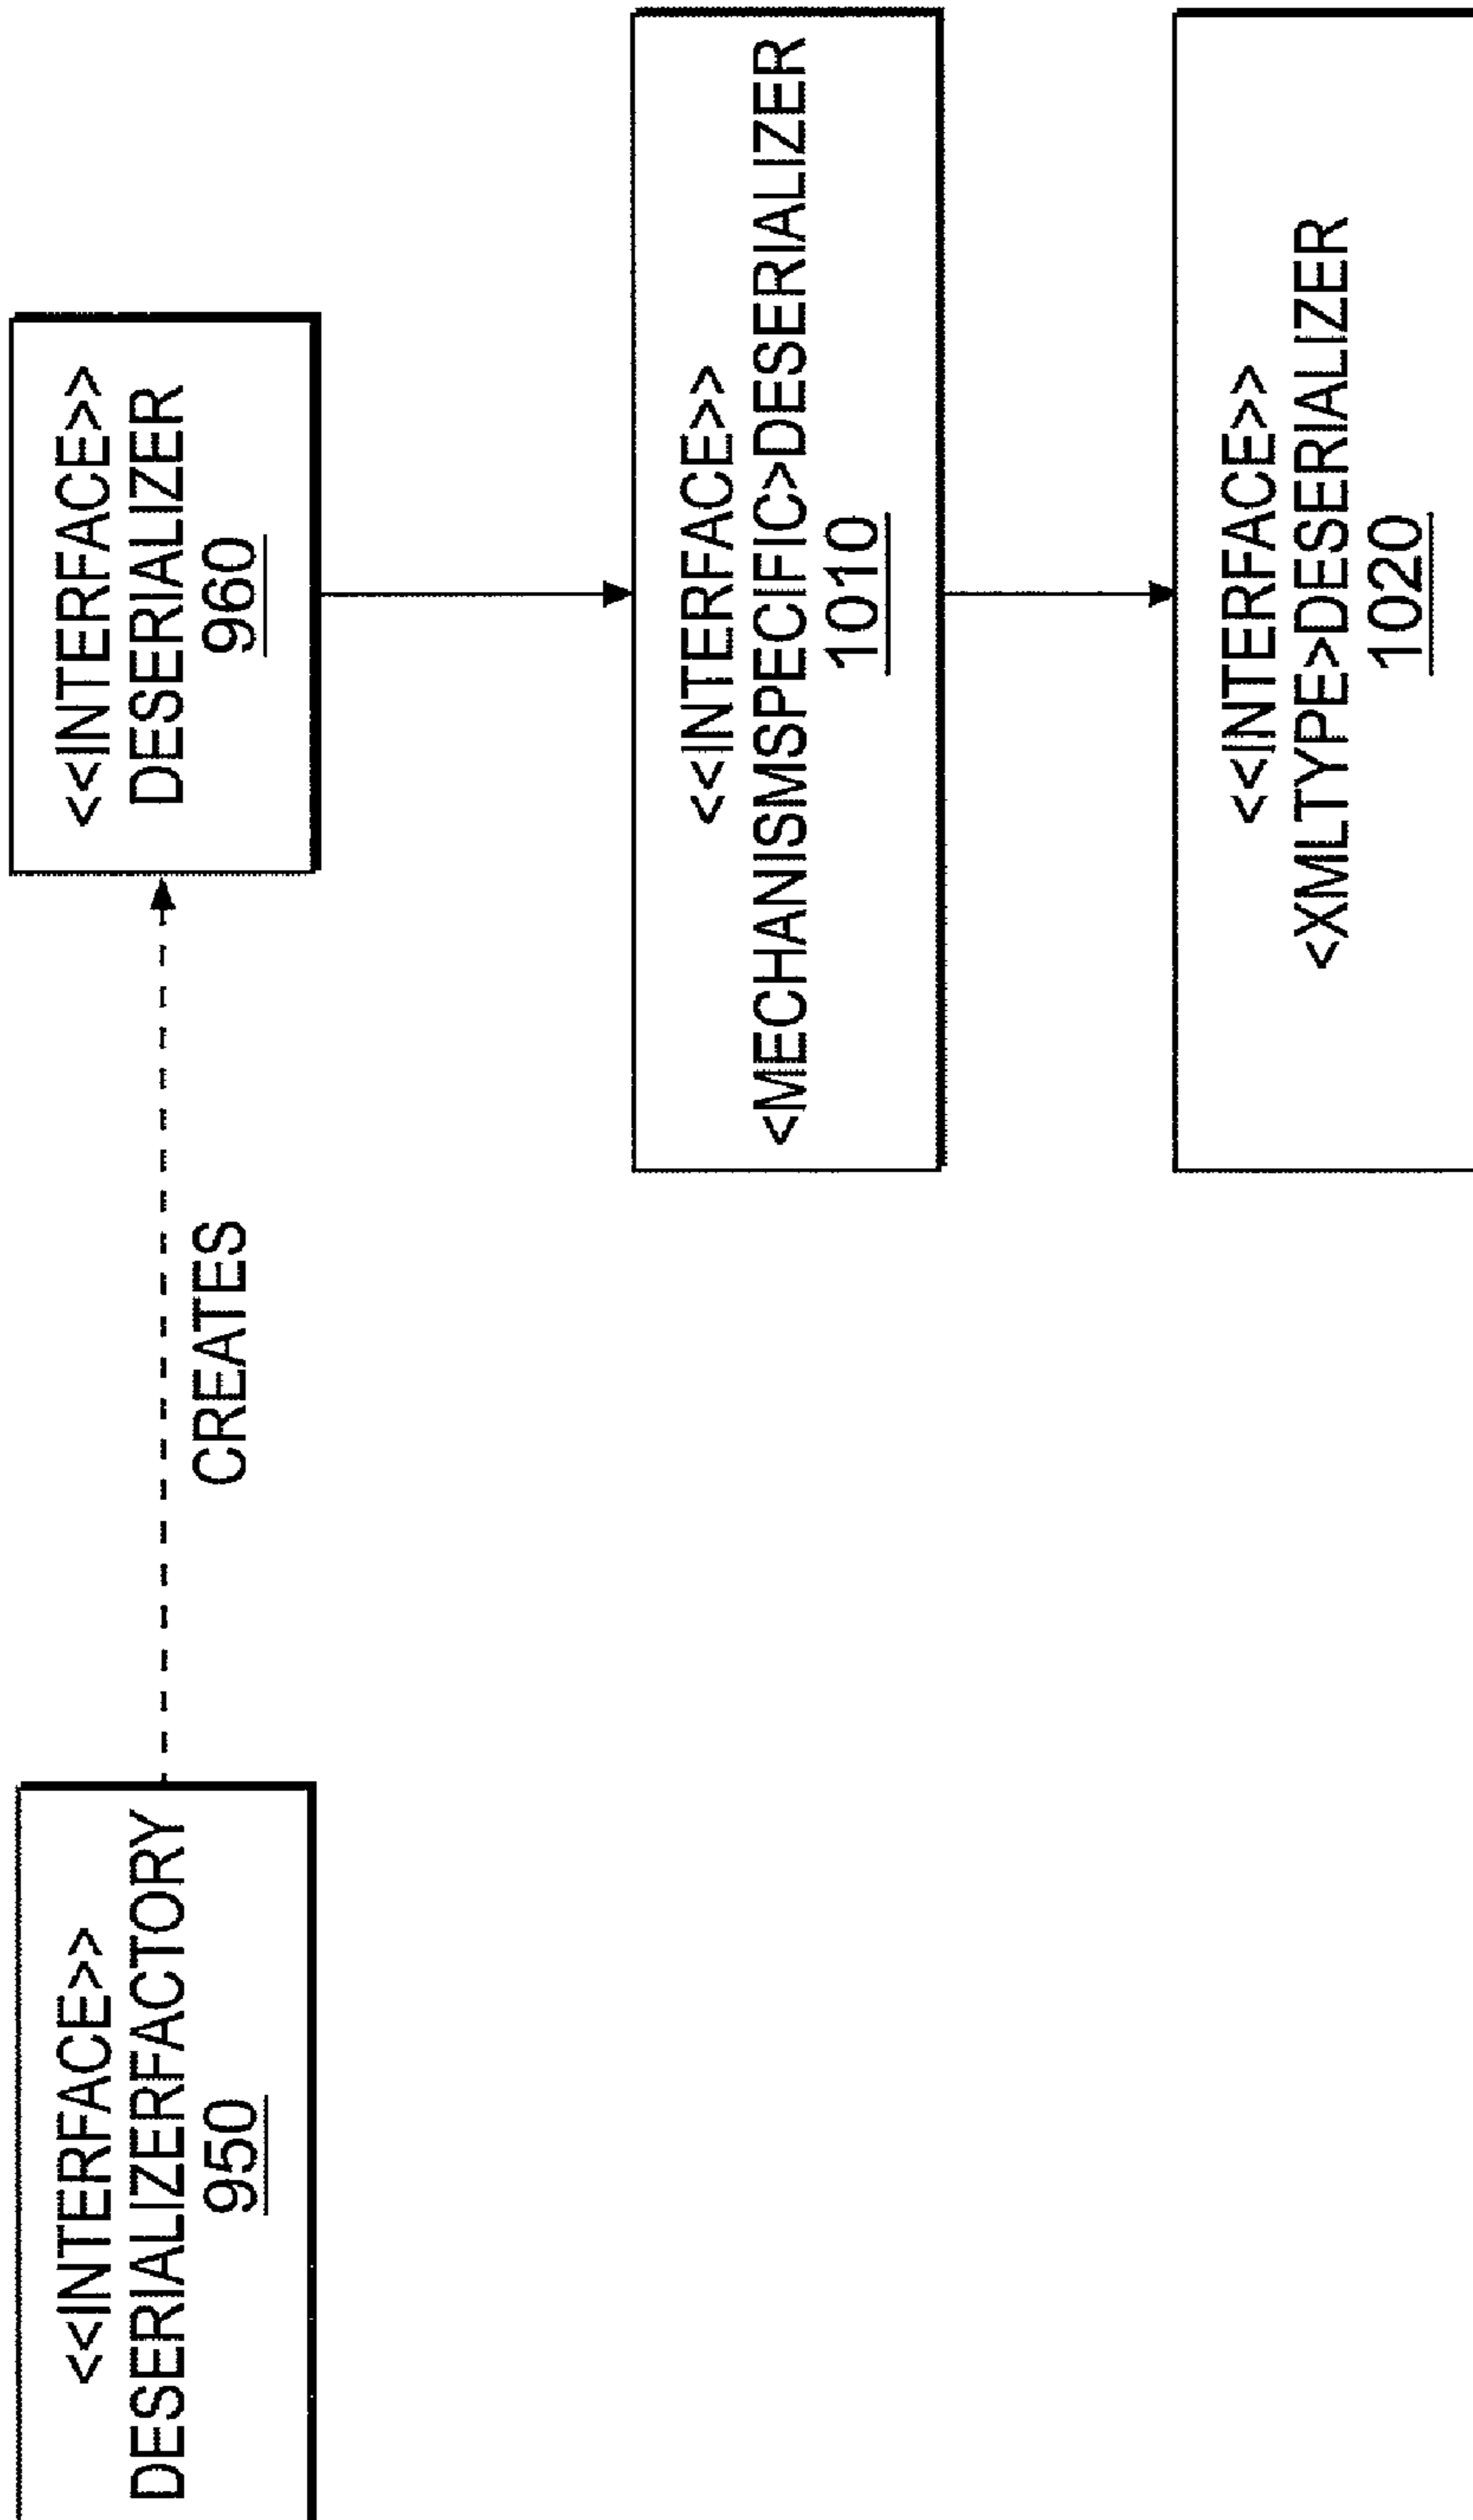 <<INTERFACE>>
DESERIALIZERFACTORY
950
CREATES
<<INTERFACE>>
DESERIALIZER
960
<<INTERFACE>>
<MECHANISMSPECIFIC>DESERIALIZER
1010
<<INTERFACE>>
<XMLTYPE>DESERIALIZER
1020